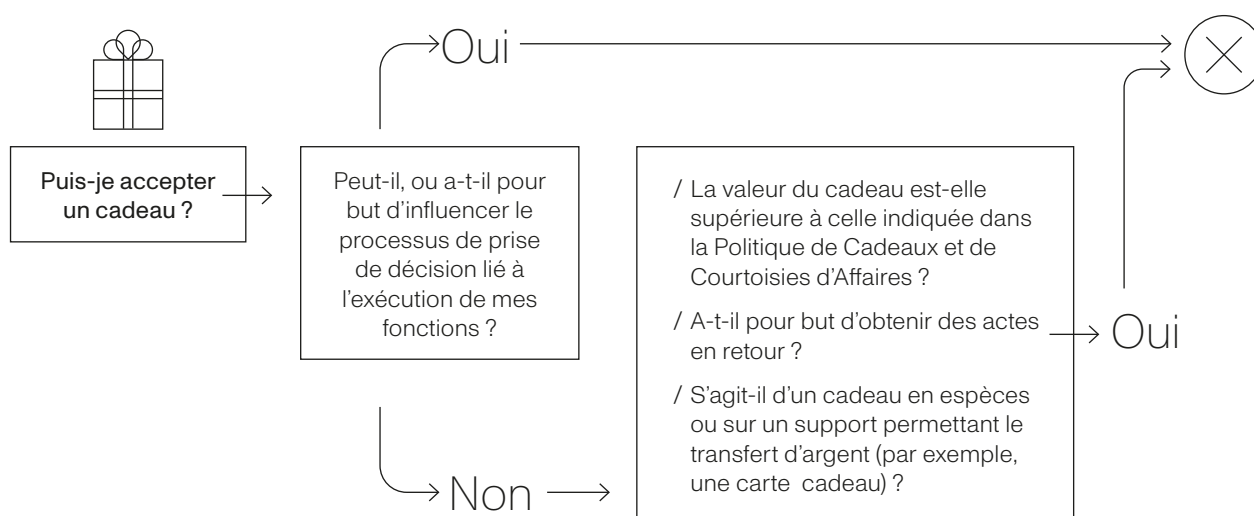 Oui
Puis-je accepter
un cadeau ?
Peut-il, ou a-t-il pour
but d’influencer le
processus de prise
de décision lié à
l’exécution de mes
fonctions ?
/ La valeur du cadeau est-elle
supérieure à celle indiquée dans
la Politique de Cadeaux et de
Courtoisies d’Affaires ?
/ A-t-il pour but d’obtenir des actes
en retour ?
/ S’agit-il d’un cadeau en espèces
ou sur un support permettant le
transfert d’argent (par exemple,
une carte cadeau) ?
Oui
Non